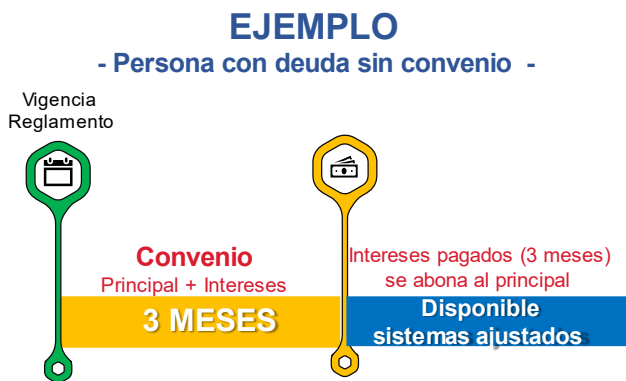 EJEMPLO
- Persona con deuda sin convenio -
Vigencia
Reglamento
Convenio
Principal + Intereses
3 MESES
Intereses pagados (3 meses)
se abona al principal
Disponible
sistemas ajustados